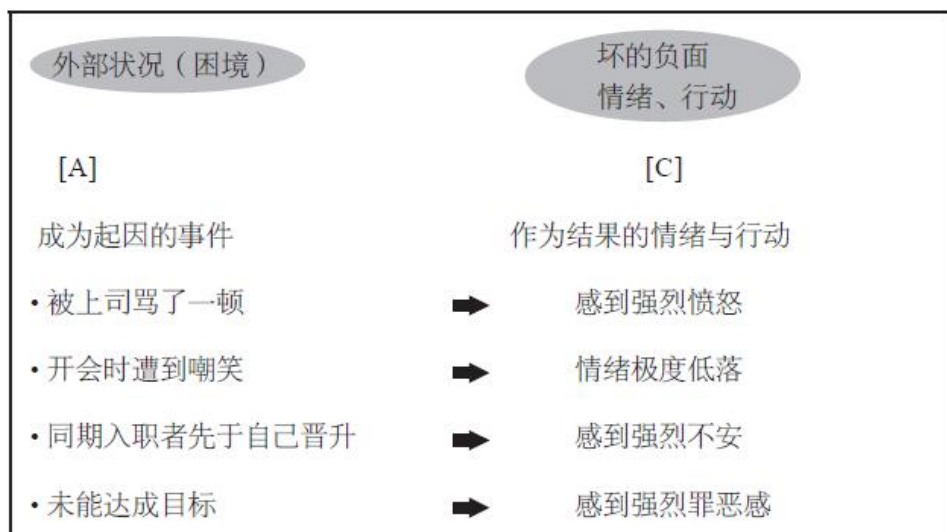 外部状况（困境）
坏的负面
情绪、行动
[A]
[C]
成为起因的事件
作为结果的情绪与行动
•被上司骂了一顿
感到强烈愤怒
•开会时遭到嘲笑
情绪极度低落
•同期入职者先于自己晋升
感到强烈不安
•未能达成目标
感到强烈罪恶感